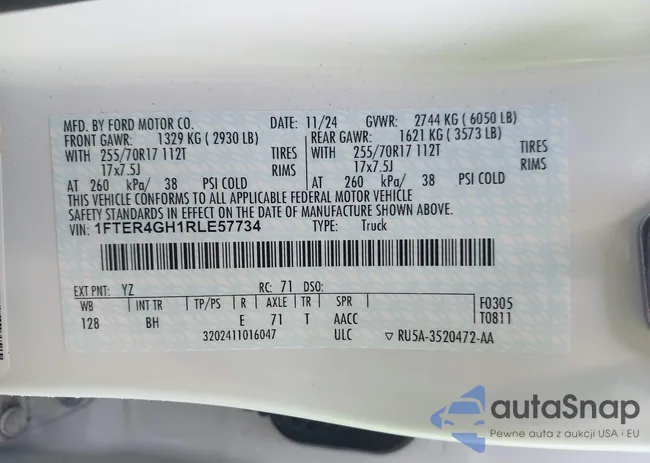 MFD. BY FORD MOTOR CO. DATE: 11/24 GVWR: 2744 KG ( 6050 LB)
FRONT GAWR: 1329 KG ( 2930 LB) REAR GAWR: 1621 KG ( 3573 LB)
WITH 255/70R17 112T TIRES WITH 255/70R17 112T TIRES
17x7.5J RIMS 17x7.5J RIMS
AT 260 kPa/ 38 PSI COLD AT 260 kPa/ 38 PSI COLD
THIS VEHICLE CONFORMS TO ALL APPLICABLE FEDERAL MOTOR VEHICLE
SAFETY STANDARDS IN EFFECT ON THE DATE OF MANUFACTURE SHOWN ABOVE.
VIN: 1FTER4GH1RLE57734 TYPE: Truck
EXT PNT: YZ RC: 71 DSO:
WB INT TR TP/PS R AXLE TR SPR F0305
128 BH E 71 T AACC T0811
3202411016047 ULC ▽ RU5A-3520472-AA
autaSnap
Pewne auta z aukcji USA i EU